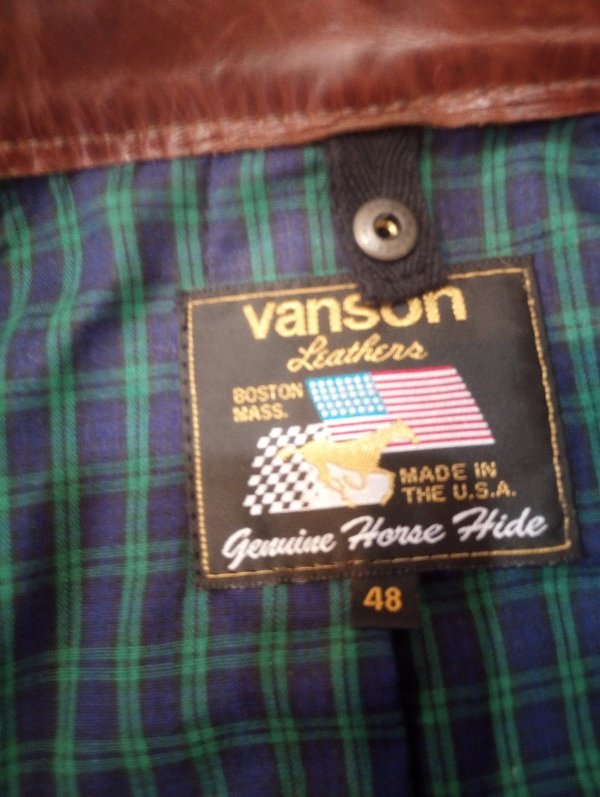 vanson
Leathers
BOSTON
MASS.
MADE IN
THE U.S.A.
Genuine Horse Hide
48